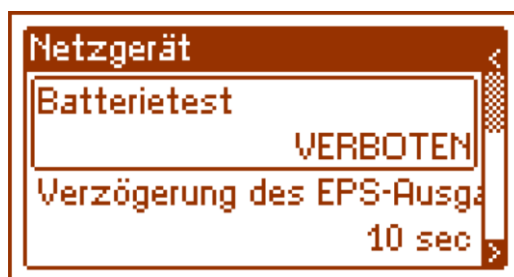 Netzgerät
Batterietest
VERBOTEN
Verzögerung des EPS-Ausga
10 sec